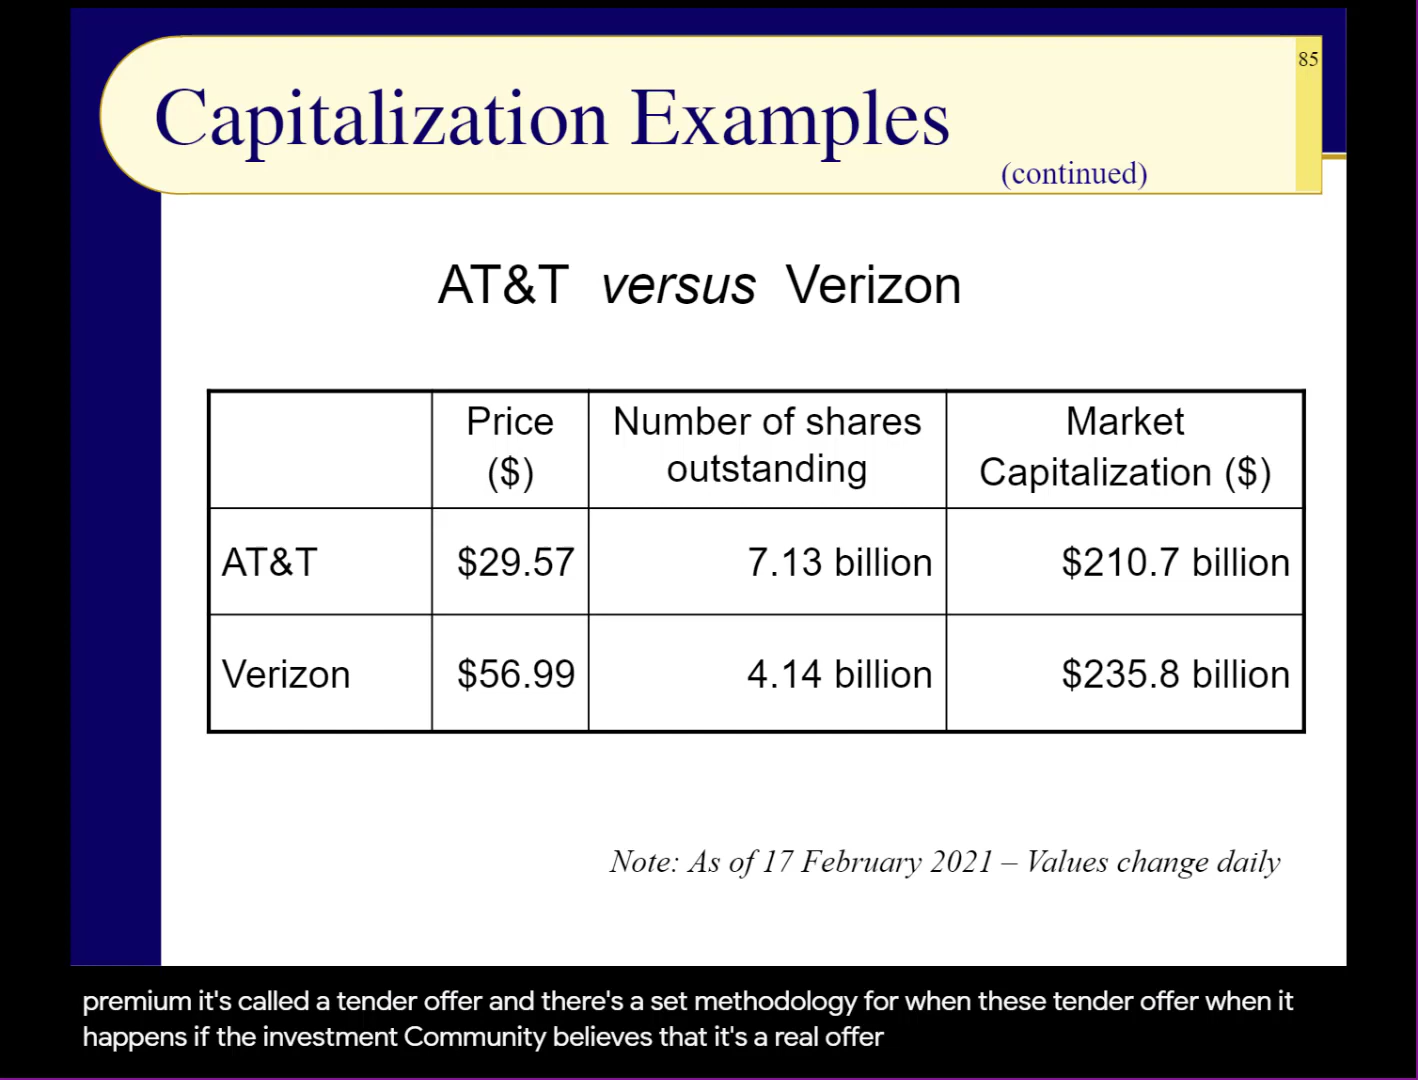 85
Capitalization Examples
(continued)
AT&T versus Verizon
Price ($) Number of shares outstanding Market Capitalization ($)
AT&T $29.57 7.13 billion $210.7 billion
Verizon $56.99 4.14 billion $235.8 billion
Note: As of 17 February 2021 – Values change daily
premium it's called a tender offer and there's a set methodology for when these tender offer when it
happens if the investment Community believes that it's a real offer